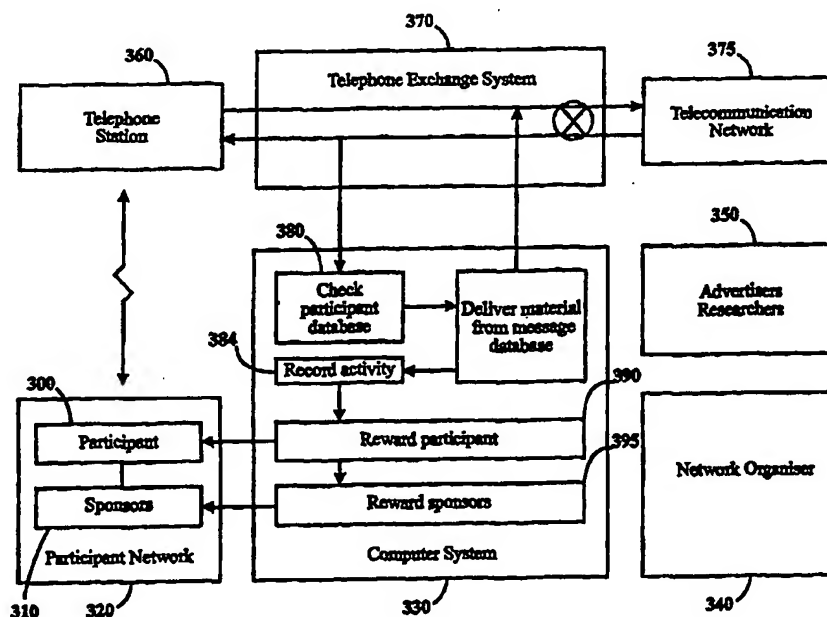 370
360
375
Telephone Exchange System
Telephone
Station
Telecommunication
Network
380
350
Check
participant
database
Deliver material
from message
database
Advertisers
Researchers
384
Record activity
300
390
Participant
Reward participant
395
Network Organiser
Sponsors
Reward sponsors
Participant Network
Computer System
310
320
330
340